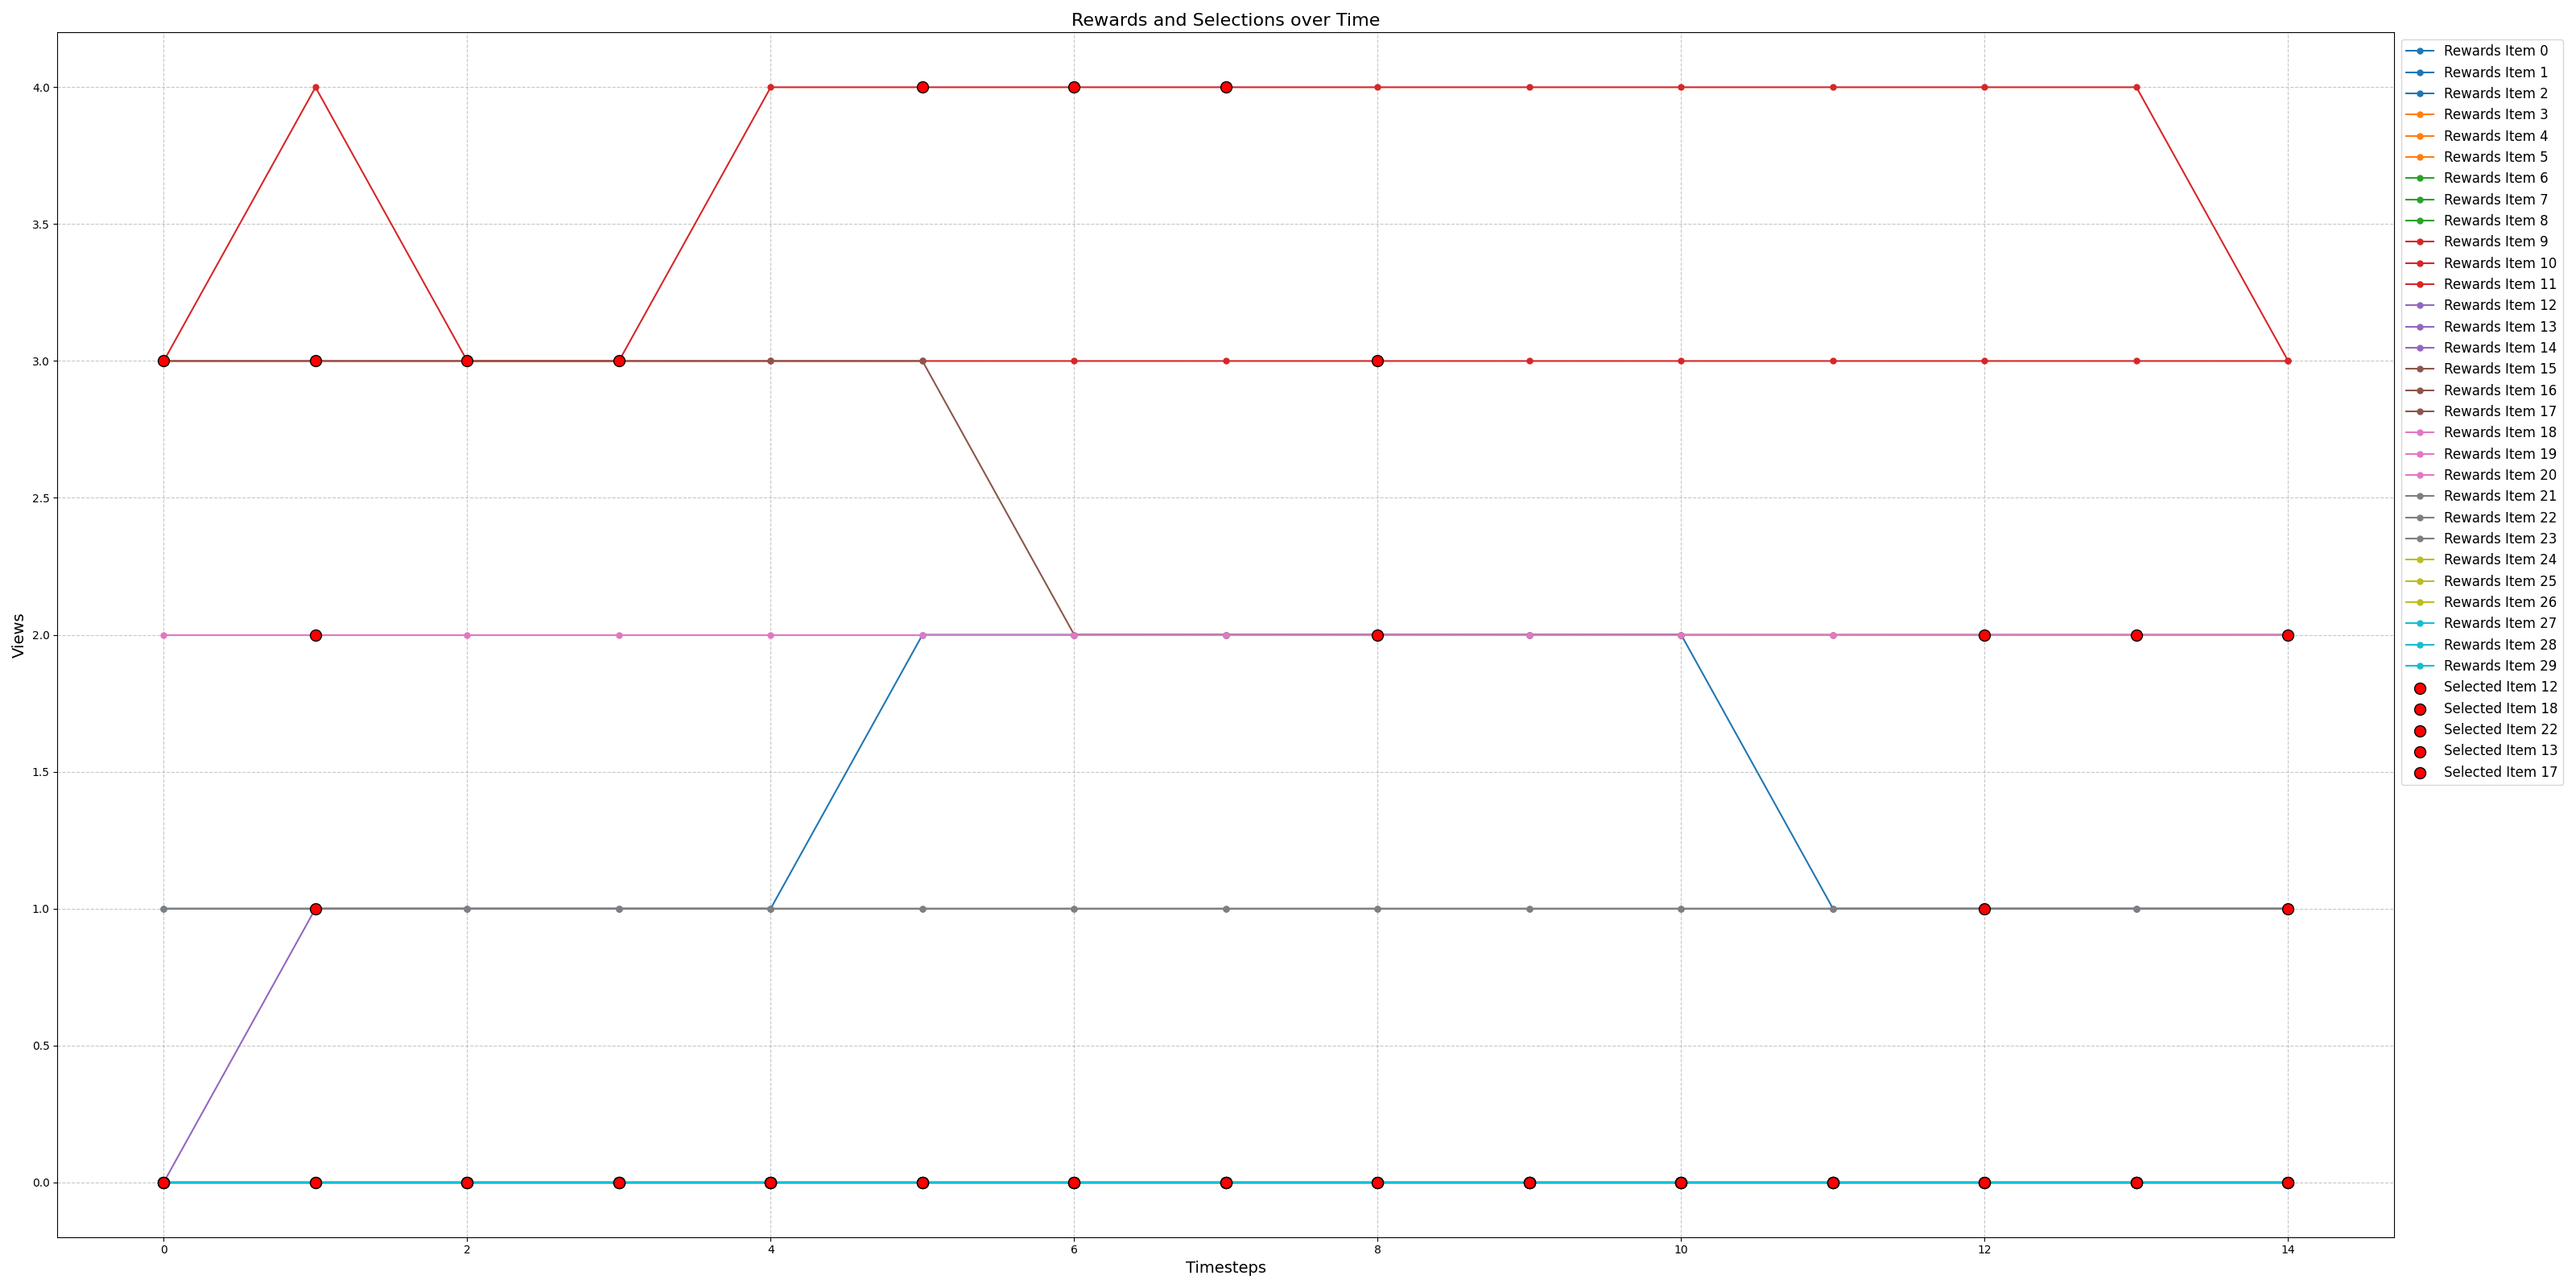 Rewards and Selections over Time
Views
4.0
3.5
3.0
2.5
2.0
1.5
1.0
0.5
0.0
0 2 4 6 8 10 12 14
Timesteps
Rewards Item 0
Rewards Item 1
Rewards Item 2
Rewards Item 3
Rewards Item 4
Rewards Item 5
Rewards Item 6
Rewards Item 7
Rewards Item 8
Rewards Item 9
Rewards Item 10
Rewards Item 11
Rewards Item 12
Rewards Item 13
Rewards Item 14
Rewards Item 15
Rewards Item 16
Rewards Item 17
Rewards Item 18
Rewards Item 19
Rewards Item 20
Rewards Item 21
Rewards Item 22
Rewards Item 23
Rewards Item 24
Rewards Item 25
Rewards Item 26
Rewards Item 27
Rewards Item 28
Rewards Item 29
Selected Item 12
Selected Item 18
Selected Item 22
Selected Item 13
Selected Item 17